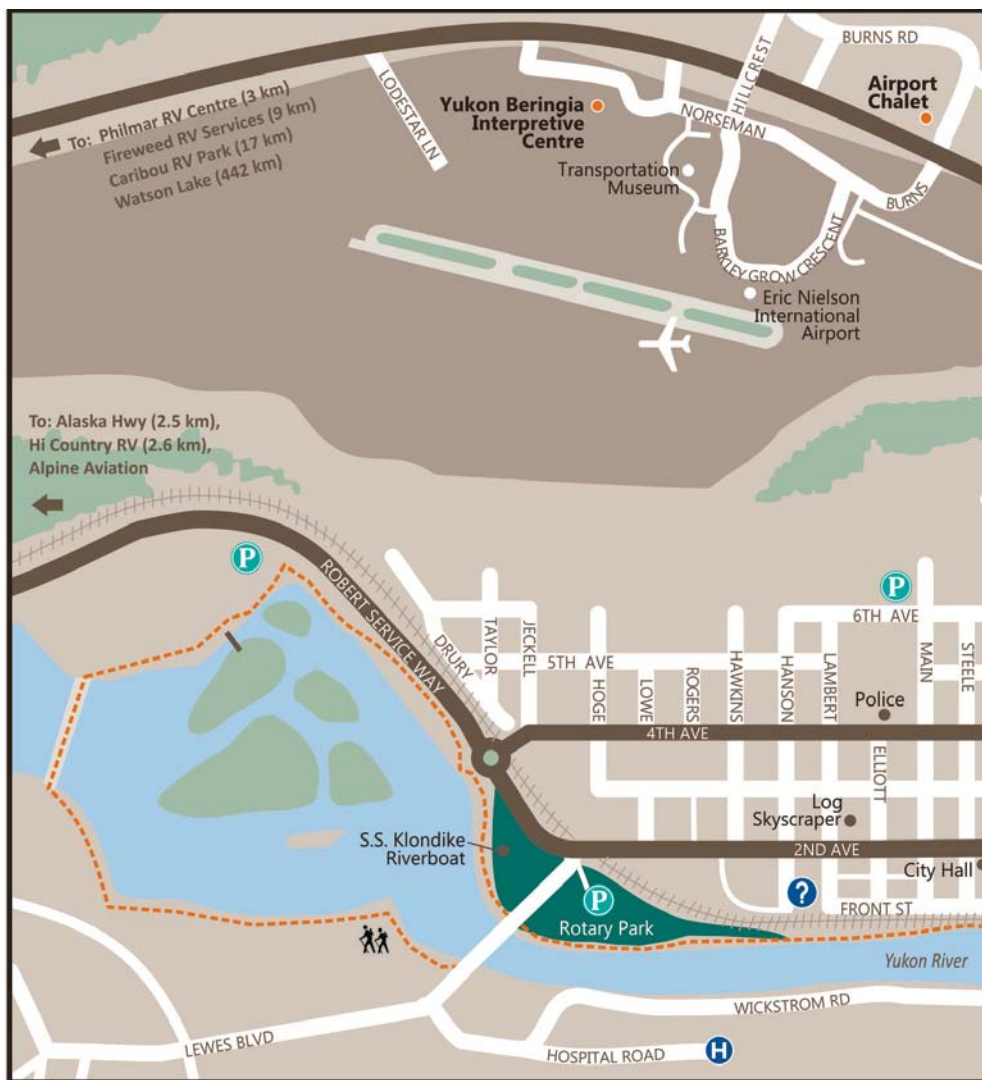 BURNS RD
HILLCREST
LODESTAR LN
Airport
Chalet
Yukon Beringia
Interpretive
Centre
NORSEMAN
To: Philmar RV Centre (3 km)
Fireweed RV Services (9 km)
Caribou RV Park (17 km)
Watson Lake (442 km)
Transportation
Museum
BURNS
BARKLEY GROW CRESCENT
Eric Nielson
International
Airport
To: Alaska Hwy (2.5 km),
Hi Country RV (2.6 km),
Alpine Aviation
P
ROBERT SERVICE WAY
P
6TH AVE
DRURY
TAYLOR
JECKELL
5TH AVE
HOGE
LOWE
ROGERS
HAWKINS
HANSON
LAMBERT
MAIN
STEELE
Police
4TH AVE
ELLIOTT
Log
Skyscraper
S.S. Klondike
Riverboat
2ND AVE
City Hall
?
P
FRONT ST
Rotary Park
Yukon River
WICKSTROM RD
LEWES BLVD
HOSPITAL ROAD
H